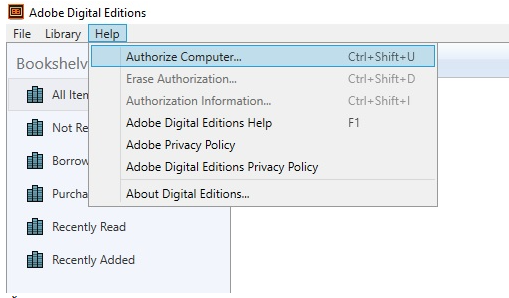 Adobe Digital Editions
File Library Help
Authorize Computer... Ctrl+Shift+U
Erase Authorization... Ctrl+Shift+D
Authorization Information... Ctrl+Shift+I
Adobe Digital Editions Help F1
Adobe Privacy Policy
Adobe Digital Editions Privacy Policy
About Digital Editions...
Bookshelv
All Iten
Not Re
Borrow
Purcha
Recently Read
Recently Added